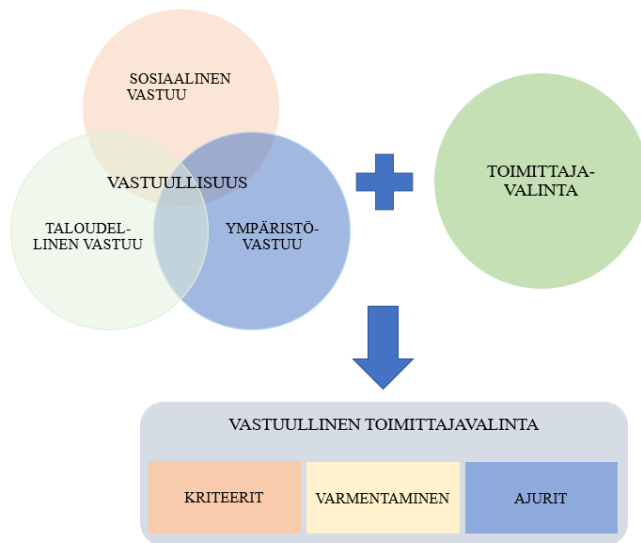 SOSIAALINEN
VASTUU
VASTUULLISUUS
TALOUDEL-
LINEN VASTUU
YMPÄRISTÖ-
VASTUU
TOIMITTAJA-
VALINTA
VASTUULLINEN TOIMITTAJAVALINTA
KRITEERIT
VARMENTAMINEN
AJURIT